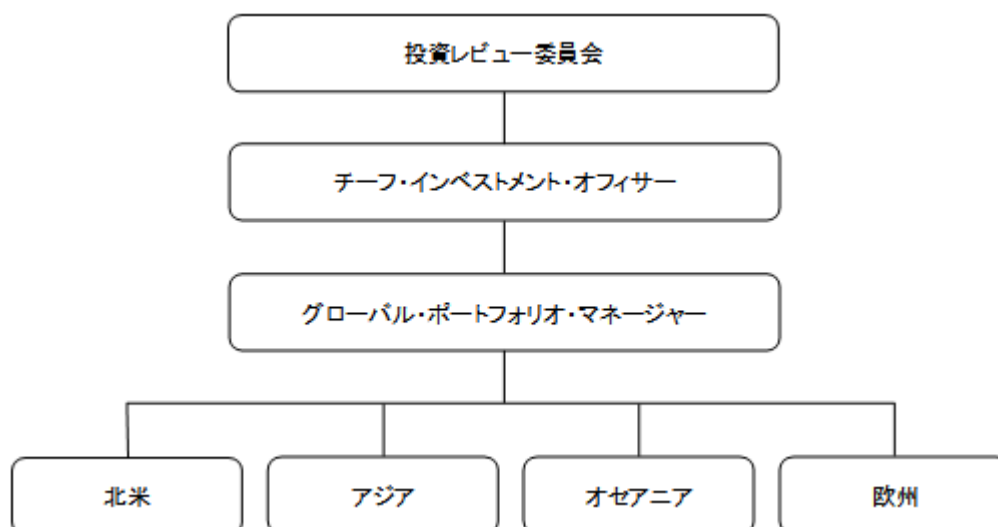 投資レビュー委員会
チーフ・インベストメント・オフィサー
グローバル・ポートフォリオ・マネージャー
北米
アジア
オセアニア
欧州